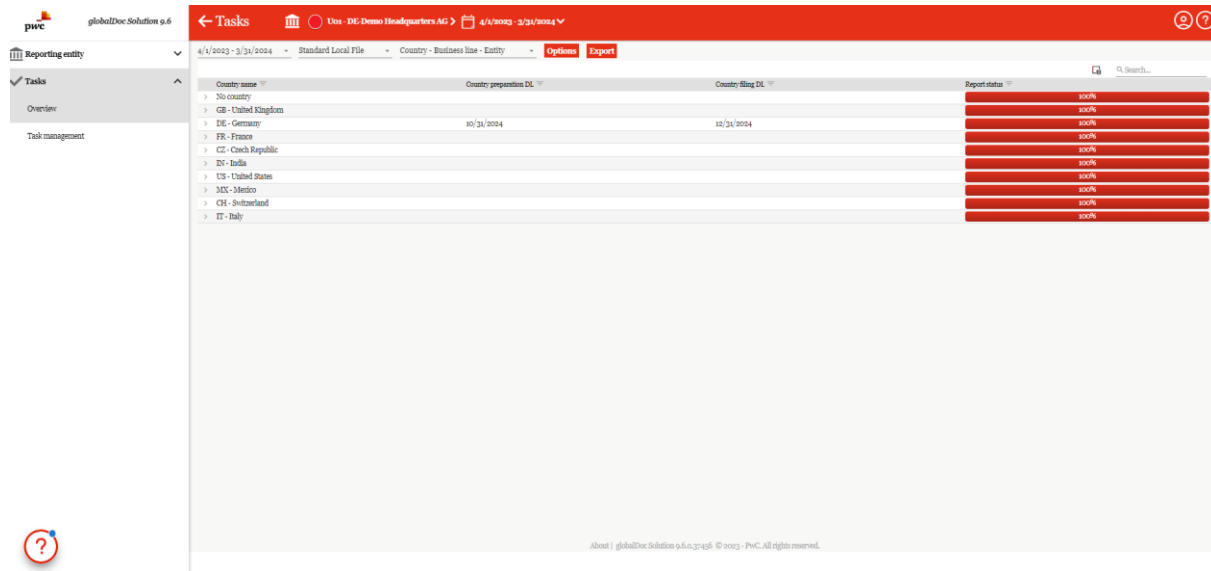 pwc globalDoc Solution 9.6
Tasks U01 - DE-Demo Headquarters AG 4/1/2023 - 3/31/2024
Reporting entity
Tasks
Overview
Task management
4/1/2023 - 3/31/2024 Standard Local File Country - Business line - Entity Options Export
Search...
Country name Country preparation DL Country filing DL Report status
No country 100%
GB - United Kingdom 100%
DE - Germany 10/31/2024 12/31/2024 100%
FR - France 100%
CZ - Czech Republic 100%
IN - India 100%
US - United States 100%
MX - Mexico 100%
CH - Switzerland 100%
IT - Italy 100%
?
?
About | globalDoc Solution 9.6.0.37456 © 2023 - PwC. All rights reserved.